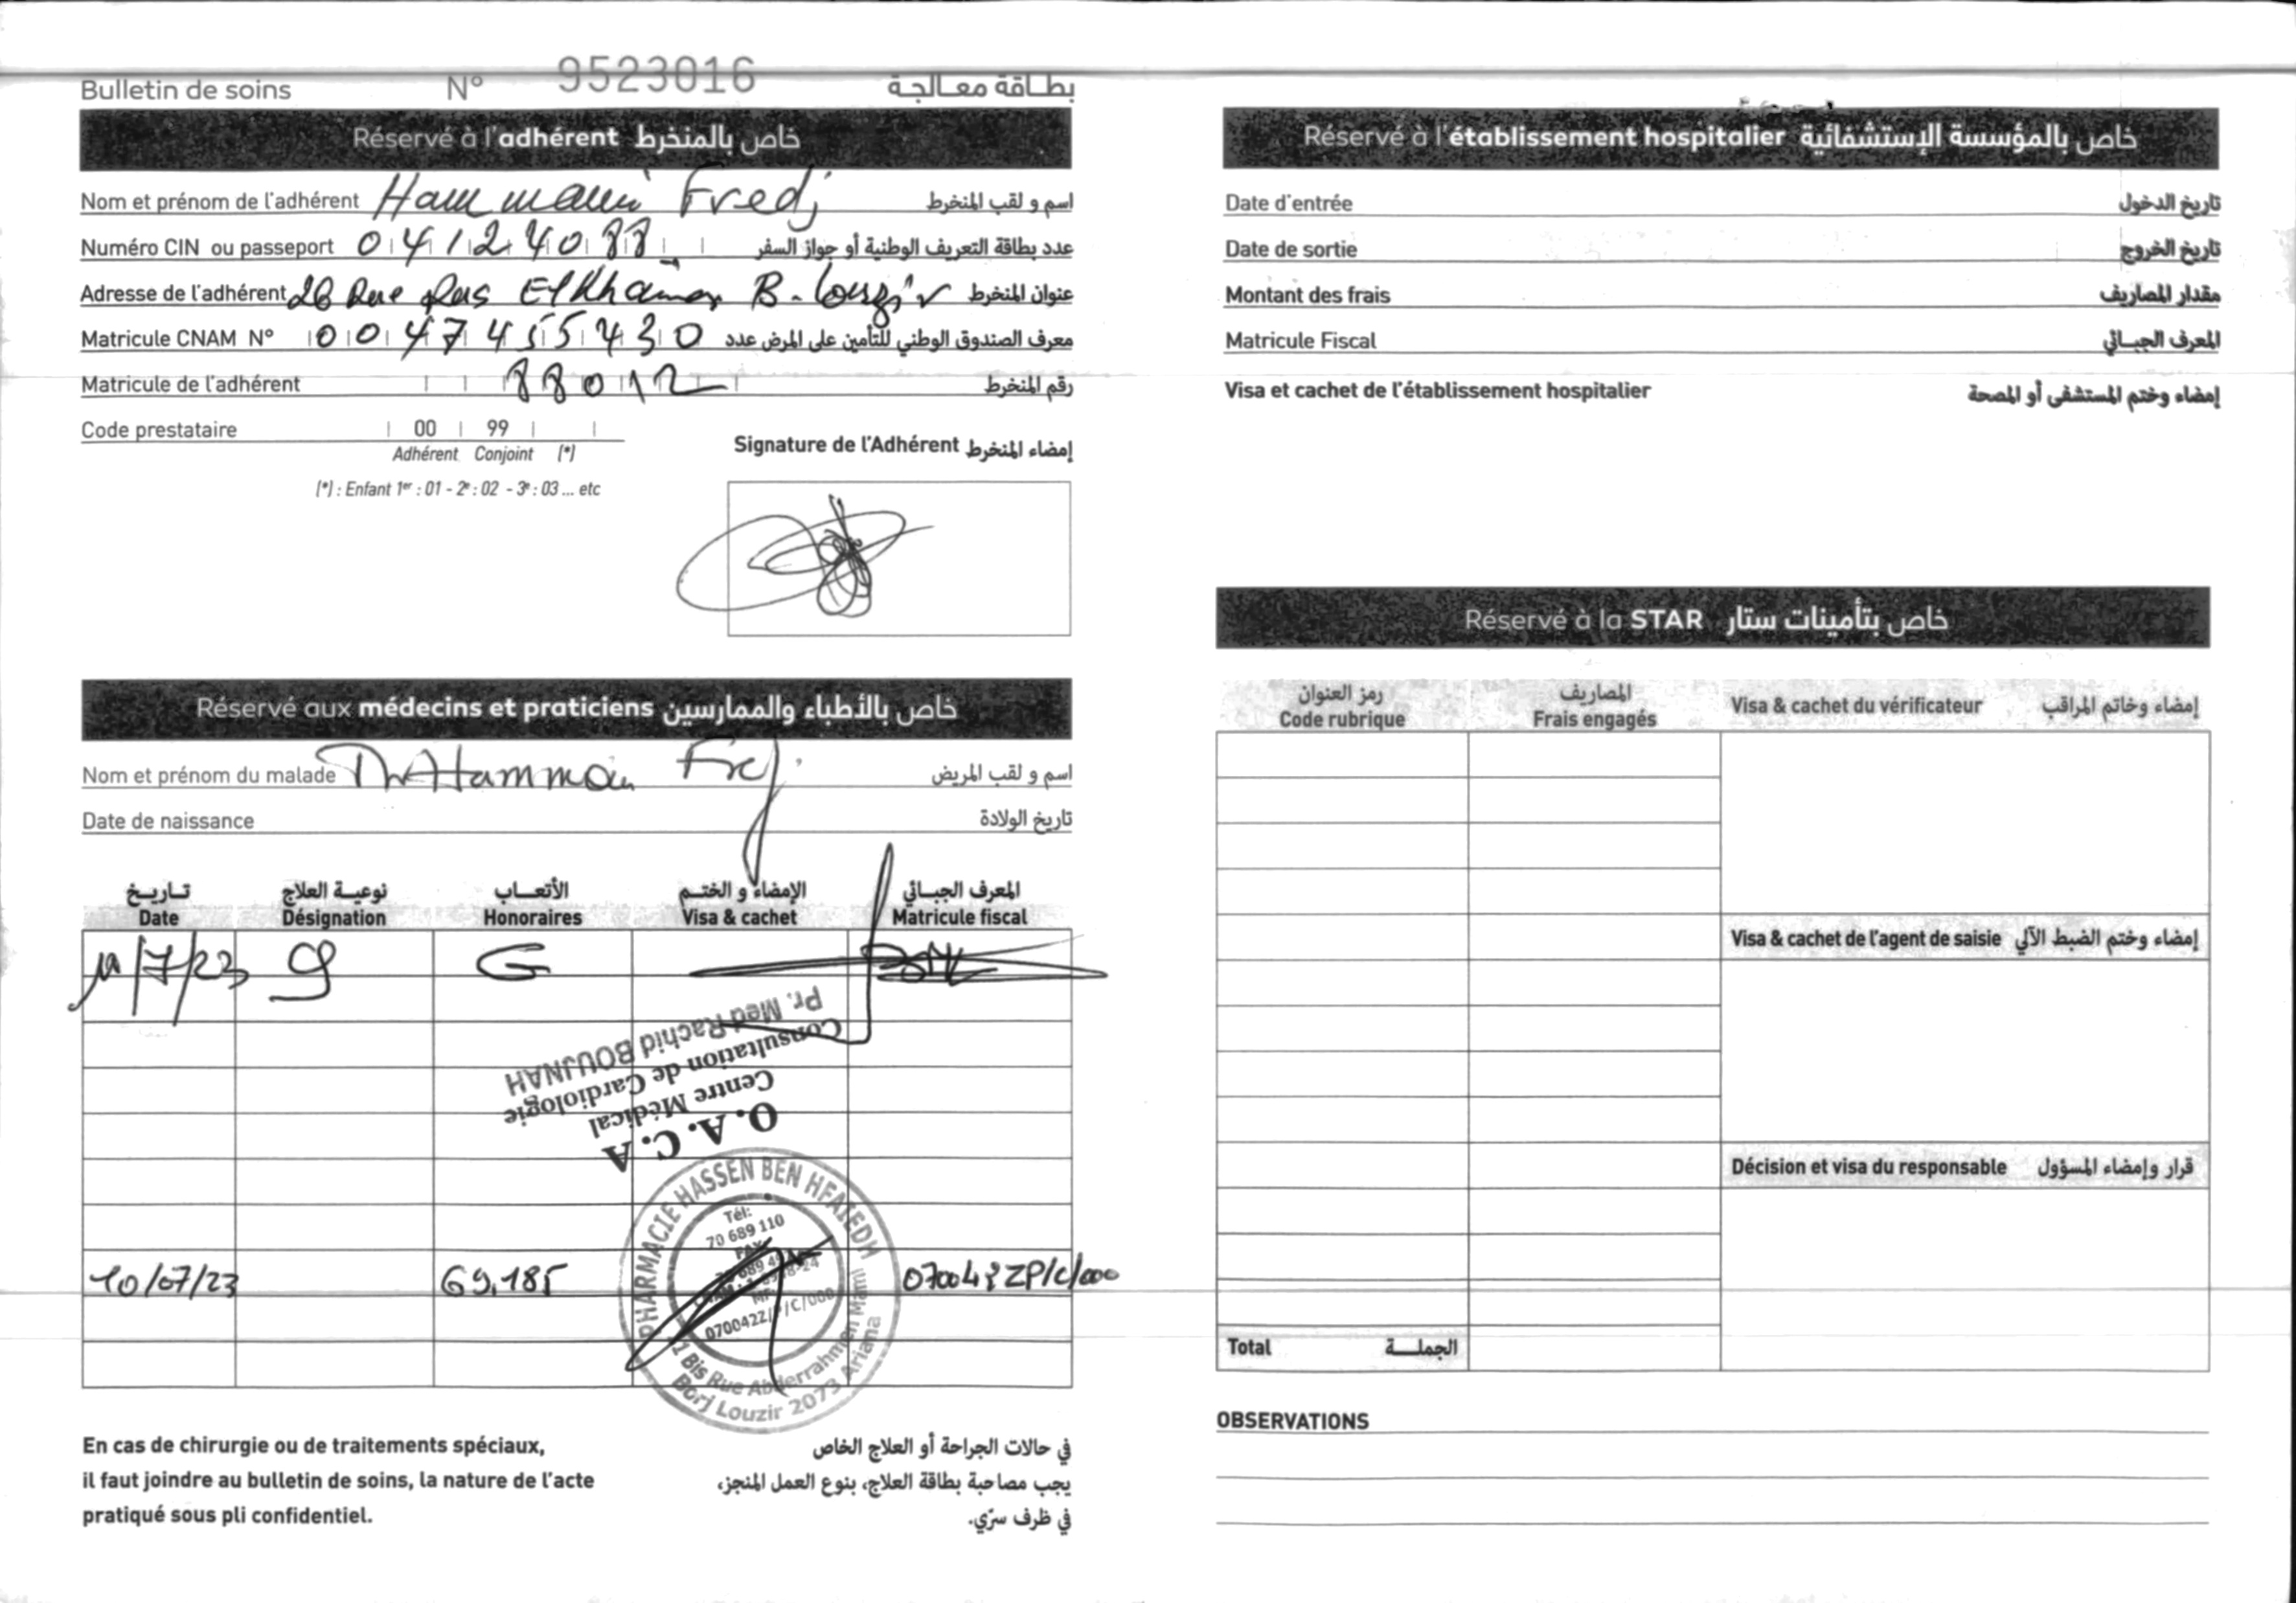 Bulletin de soins N° 9523016 بطاقة معالجة
Réservé à l'adhérent خاص بالمنخرط
Nom et prénom de l'adhérent Hammami Fredj اسم و لقب المنخرط
Numéro CIN ou passeport 04124088 عدد بطاقة التعريف الوطنية أو جواز السفر
Adresse de l'adhérent 26 Rue Ras El Khaima B. Louzir عنوان المنخرط
Matricule CNAM N° 0047455430 معرف الصندوق الوطني للتأمين على المرض عدد
Matricule de l'adhérent 88012 رقم المنخرط
Code prestataire 00 99
Adhérent Conjoint (*)
(*) : Enfant 1er : 01 - 2e : 02 - 3e : 03 ... etc
Signature de l'Adhérent إمضاء المنخرط
Réservé aux médecins et praticiens خاص بالأطباء والممارسين
Nom et prénom du malade Hammami Frej اسم و لقب المريض
Date de naissance تاريخ الولادة
تاريخ نوعية العلاج الأتعاب الإمضاء و الختم المعرف الجبائي
Date Désignation Honoraires Visa & cachet Matricule fiscal
/7/23 G
Pr. Med Rachid BOUJNAH
Consultation de Cardiologie
Centre Médical
O.A.C.A
PHARMACIE HASSEN BEN HFAIEDH
Tél:
70 689 110
FAX
070042Z/P/C/000
11 Bis Rue Abderrahmen Mami
Borj Louzir 2073 Ariana
10/07/23 69,185 070042ZP/C/000
En cas de chirurgie ou de traitements spéciaux,
il faut joindre au bulletin de soins, la nature de l'acte
pratiqué sous pli confidentiel.
في حالات الجراحة أو العلاج الخاص
يجب مصاحبة بطاقة العلاج، بنوع العمل المنجز،
في ظرف سرّي.
Réservé à l'établissement hospitalier خاص بالمؤسسة الإستشفائية
Date d'entrée تاريخ الدخول
Date de sortie تاريخ الخروج
Montant des frais مقدار المصاريف
Matricule Fiscal المعرف الجبائي
Visa et cachet de l'établissement hospitalier إمضاء وختم المستشفى أو المصحة
Réservé à la STAR خاص بتأمينات ستار
رمز العنوان المصاريف
Code rubrique Frais engagés Visa & cachet du vérificateur إمضاء وخاتم المراقب
Visa & cachet de l'agent de saisie إمضاء وختم الضبط الآلي
Décision et visa du responsable قرار وإمضاء المسؤول
Total الجملة
OBSERVATIONS